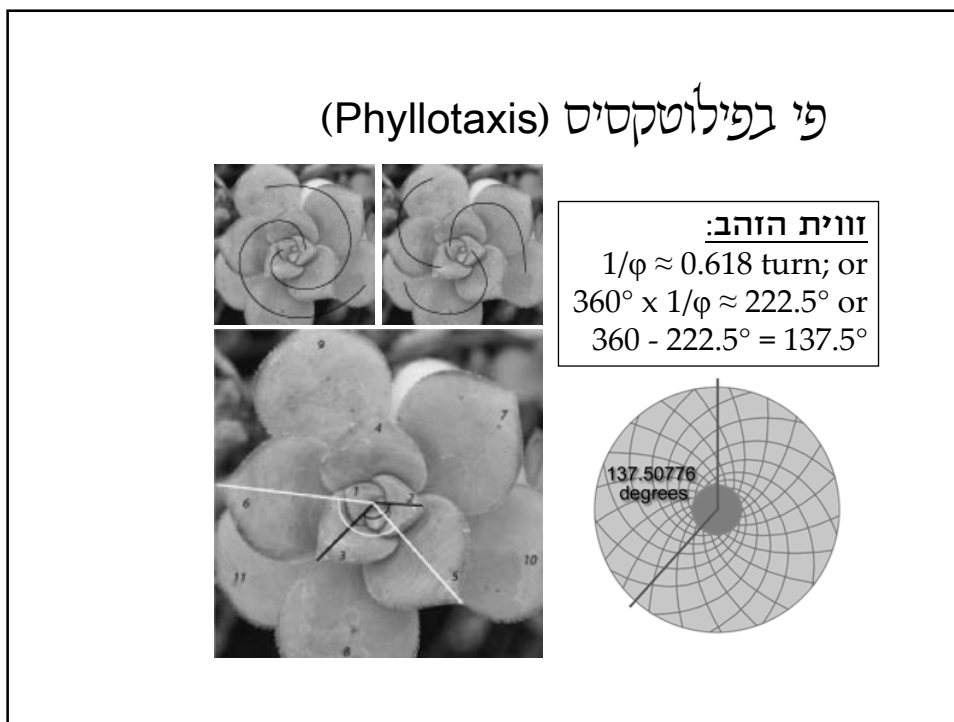 פי בפילוטקסיס (Phyllotaxis)
זווית הזהב:
1/φ ≈ 0.618 turn; or
360° x 1/φ ≈ 222.5° or
360 - 222.5° = 137.5°
9
7
4
1
2
6
3
5
10
11
8
137.50776
degrees